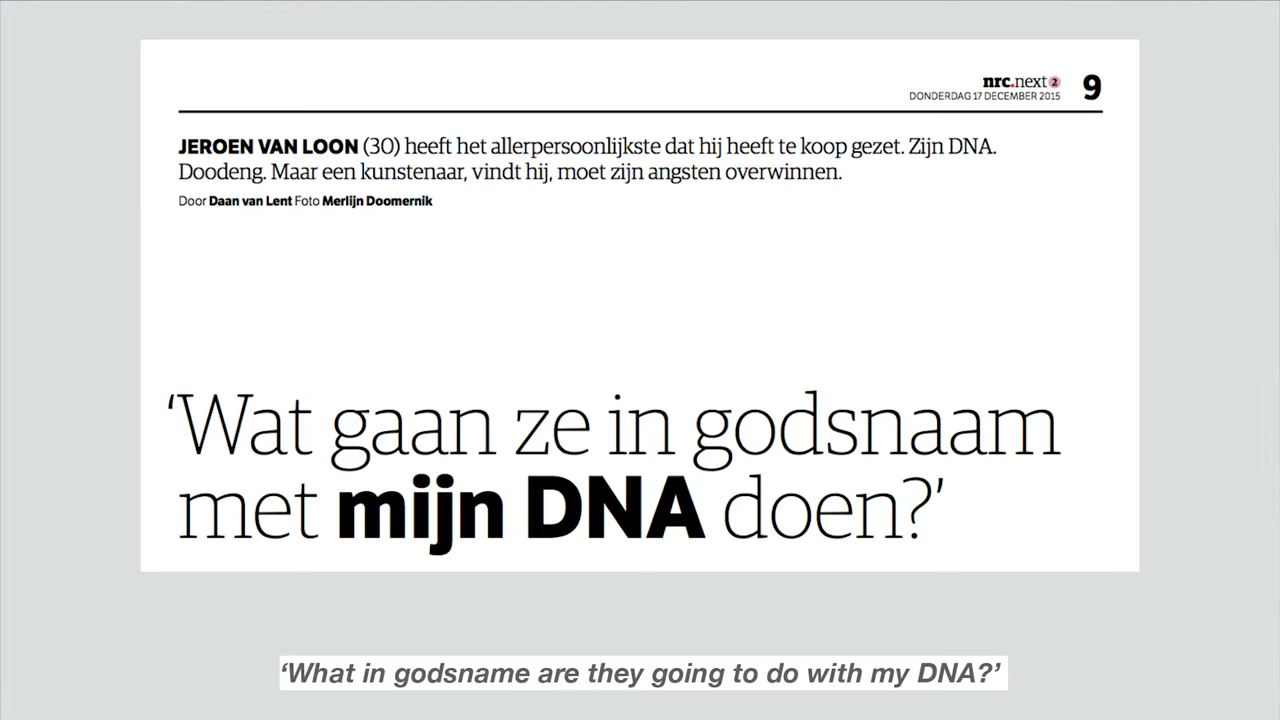 nrc.next 2
DONDERDAG 17 DECEMBER 2015 9
JEROEN VAN LOON (30) heeft het allerpersoonlijkste dat hij heeft te koop gezet. Zijn DNA.
Doodeng. Maar een kunstenaar, vindt hij, moet zijn angsten overwinnen.
Door Daan van Lent Foto Merlijn Doomernik
‘Wat gaan ze in godsnaam
met mijn DNA doen?’
‘What in godsname are they going to do with my DNA?’